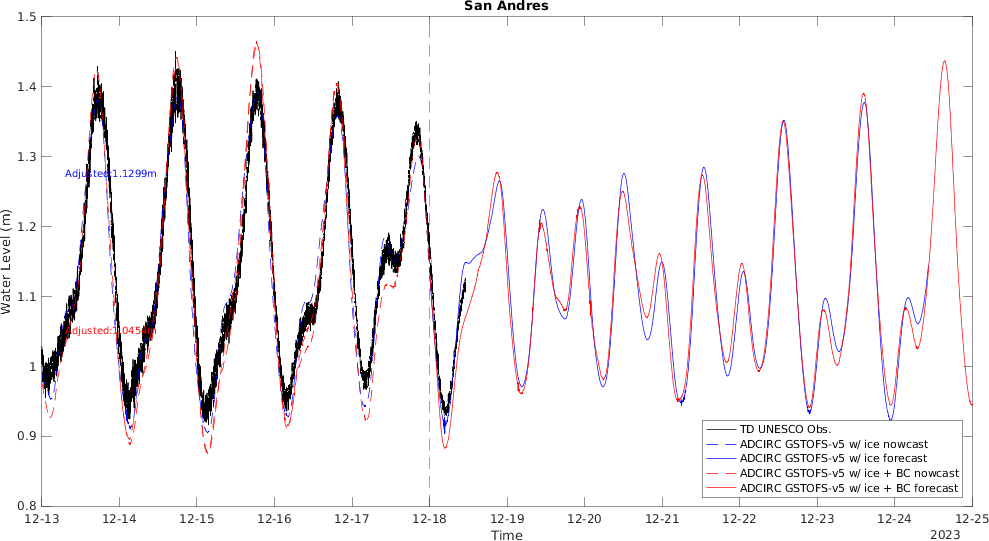 San Andres
Water Level (m)
1.5
1.4
1.3
1.2
1.1
1
0.9
0.8
Adjusted:1.1299m
TD UNESCO Obs.
ADCIRC GSTOFS-v5 w/ ice nowcast
ADCIRC GSTOFS-v5 w/ ice forecast
ADCIRC GSTOFS-v5 w/ ice + BC nowcast
ADCIRC GSTOFS-v5 w/ ice + BC forecast
12-13 12-14 12-15 12-16 12-17 12-18 12-19 12-20 12-21 12-22 12-23 12-24 12-25
Time
2023